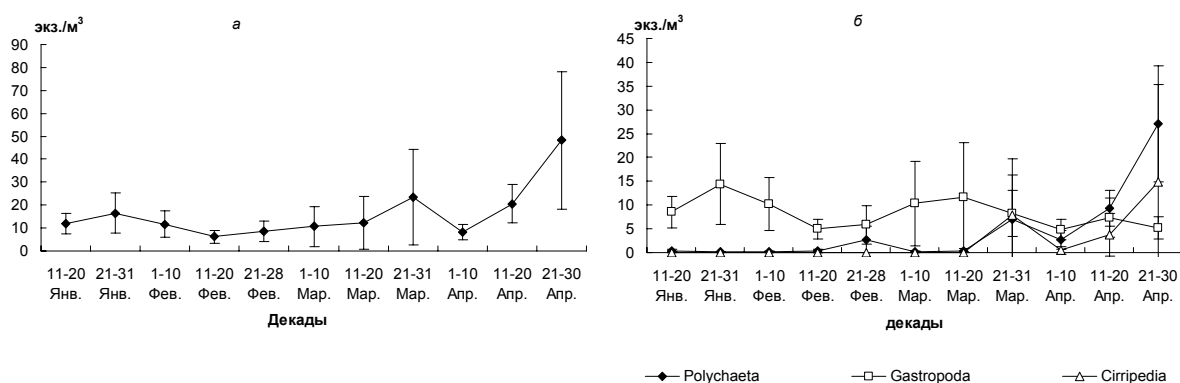 экз./м³
а
90
80
70
60
50
40
30
20
10
0
11-20 21-31 1-10 11-20 21-28 1-10 11-20 21-31 1-10 11-20 21-30
Янв. Янв. Фев. Фев. Фев. Мар. Мар. Мар. Апр. Апр. Апр.
Декады
экз./м³
б
45
40
35
30
25
20
15
10
5
0
11-20 21-31 1-10 11-20 21-28 1-10 11-20 21-31 1-10 11-20 21-30
Янв. Янв. Фев. Фев. Фев. Мар. Мар. Мар. Апр. Апр. Апр.
декады
Polychaeta Gastropoda Cirripedia